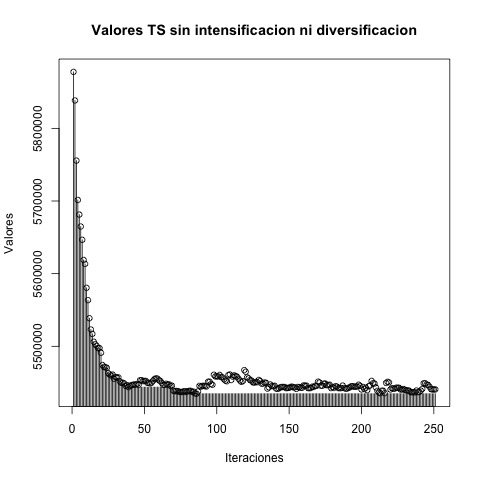 Valores TS sin intensificacion ni diversificacion
Valores
5800000
5700000
5600000
5500000
0 50 100 150 200 250
Iteraciones